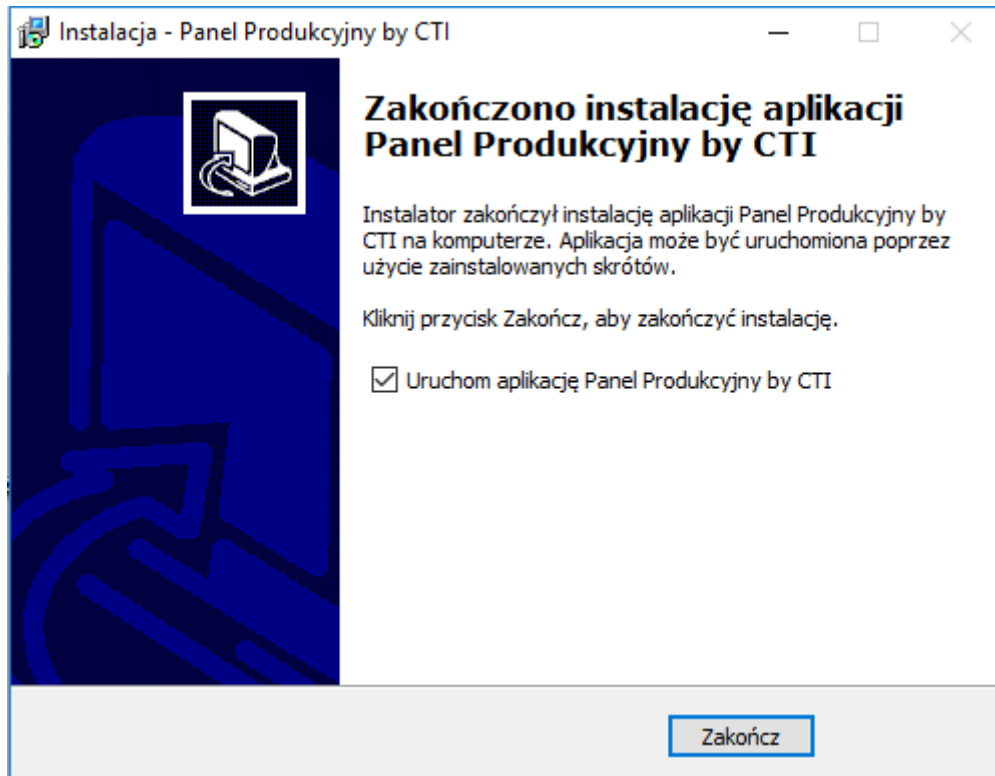 Instalacja - Panel Produkcyjny by CTI
Zakończono instalację aplikacji
Panel Produkcyjny by CTI
Instalator zakończył instalację aplikacji Panel Produkcyjny by
CTI na komputerze. Aplikacja może być uruchomiona poprzez
użycie zainstalowanych skrótów.
Kliknij przycisk Zakończ, aby zakończyć instalację.
Uruchom aplikację Panel Produkcyjny by CTI
Zakończ